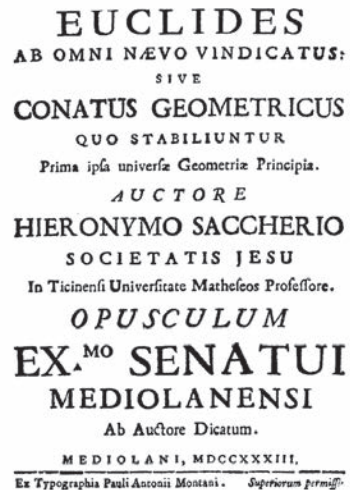 EUCLIDES
AB OMNI NÆVO VINDICATUS:
SIVE
CONATUS GEOMETRICUS
QUO STABILIUNTUR
Prima ipſa univerſæ Geometriæ Principia.
AUCTORE
HIERONYMO SACCHERIO
SOCIETATIS JESU
In Ticinenſi Univerſitate Matheſeos Profeſſore.
OPUSCULUM
EX.ᴹᴼ SENATUI
MEDIOLANENSI
Ab Auctore Dicatum.
MEDIOLANI, MDCCXXXIII,
Ex Typographia Pauli Antonii Montani. Superiorum permiſſ.